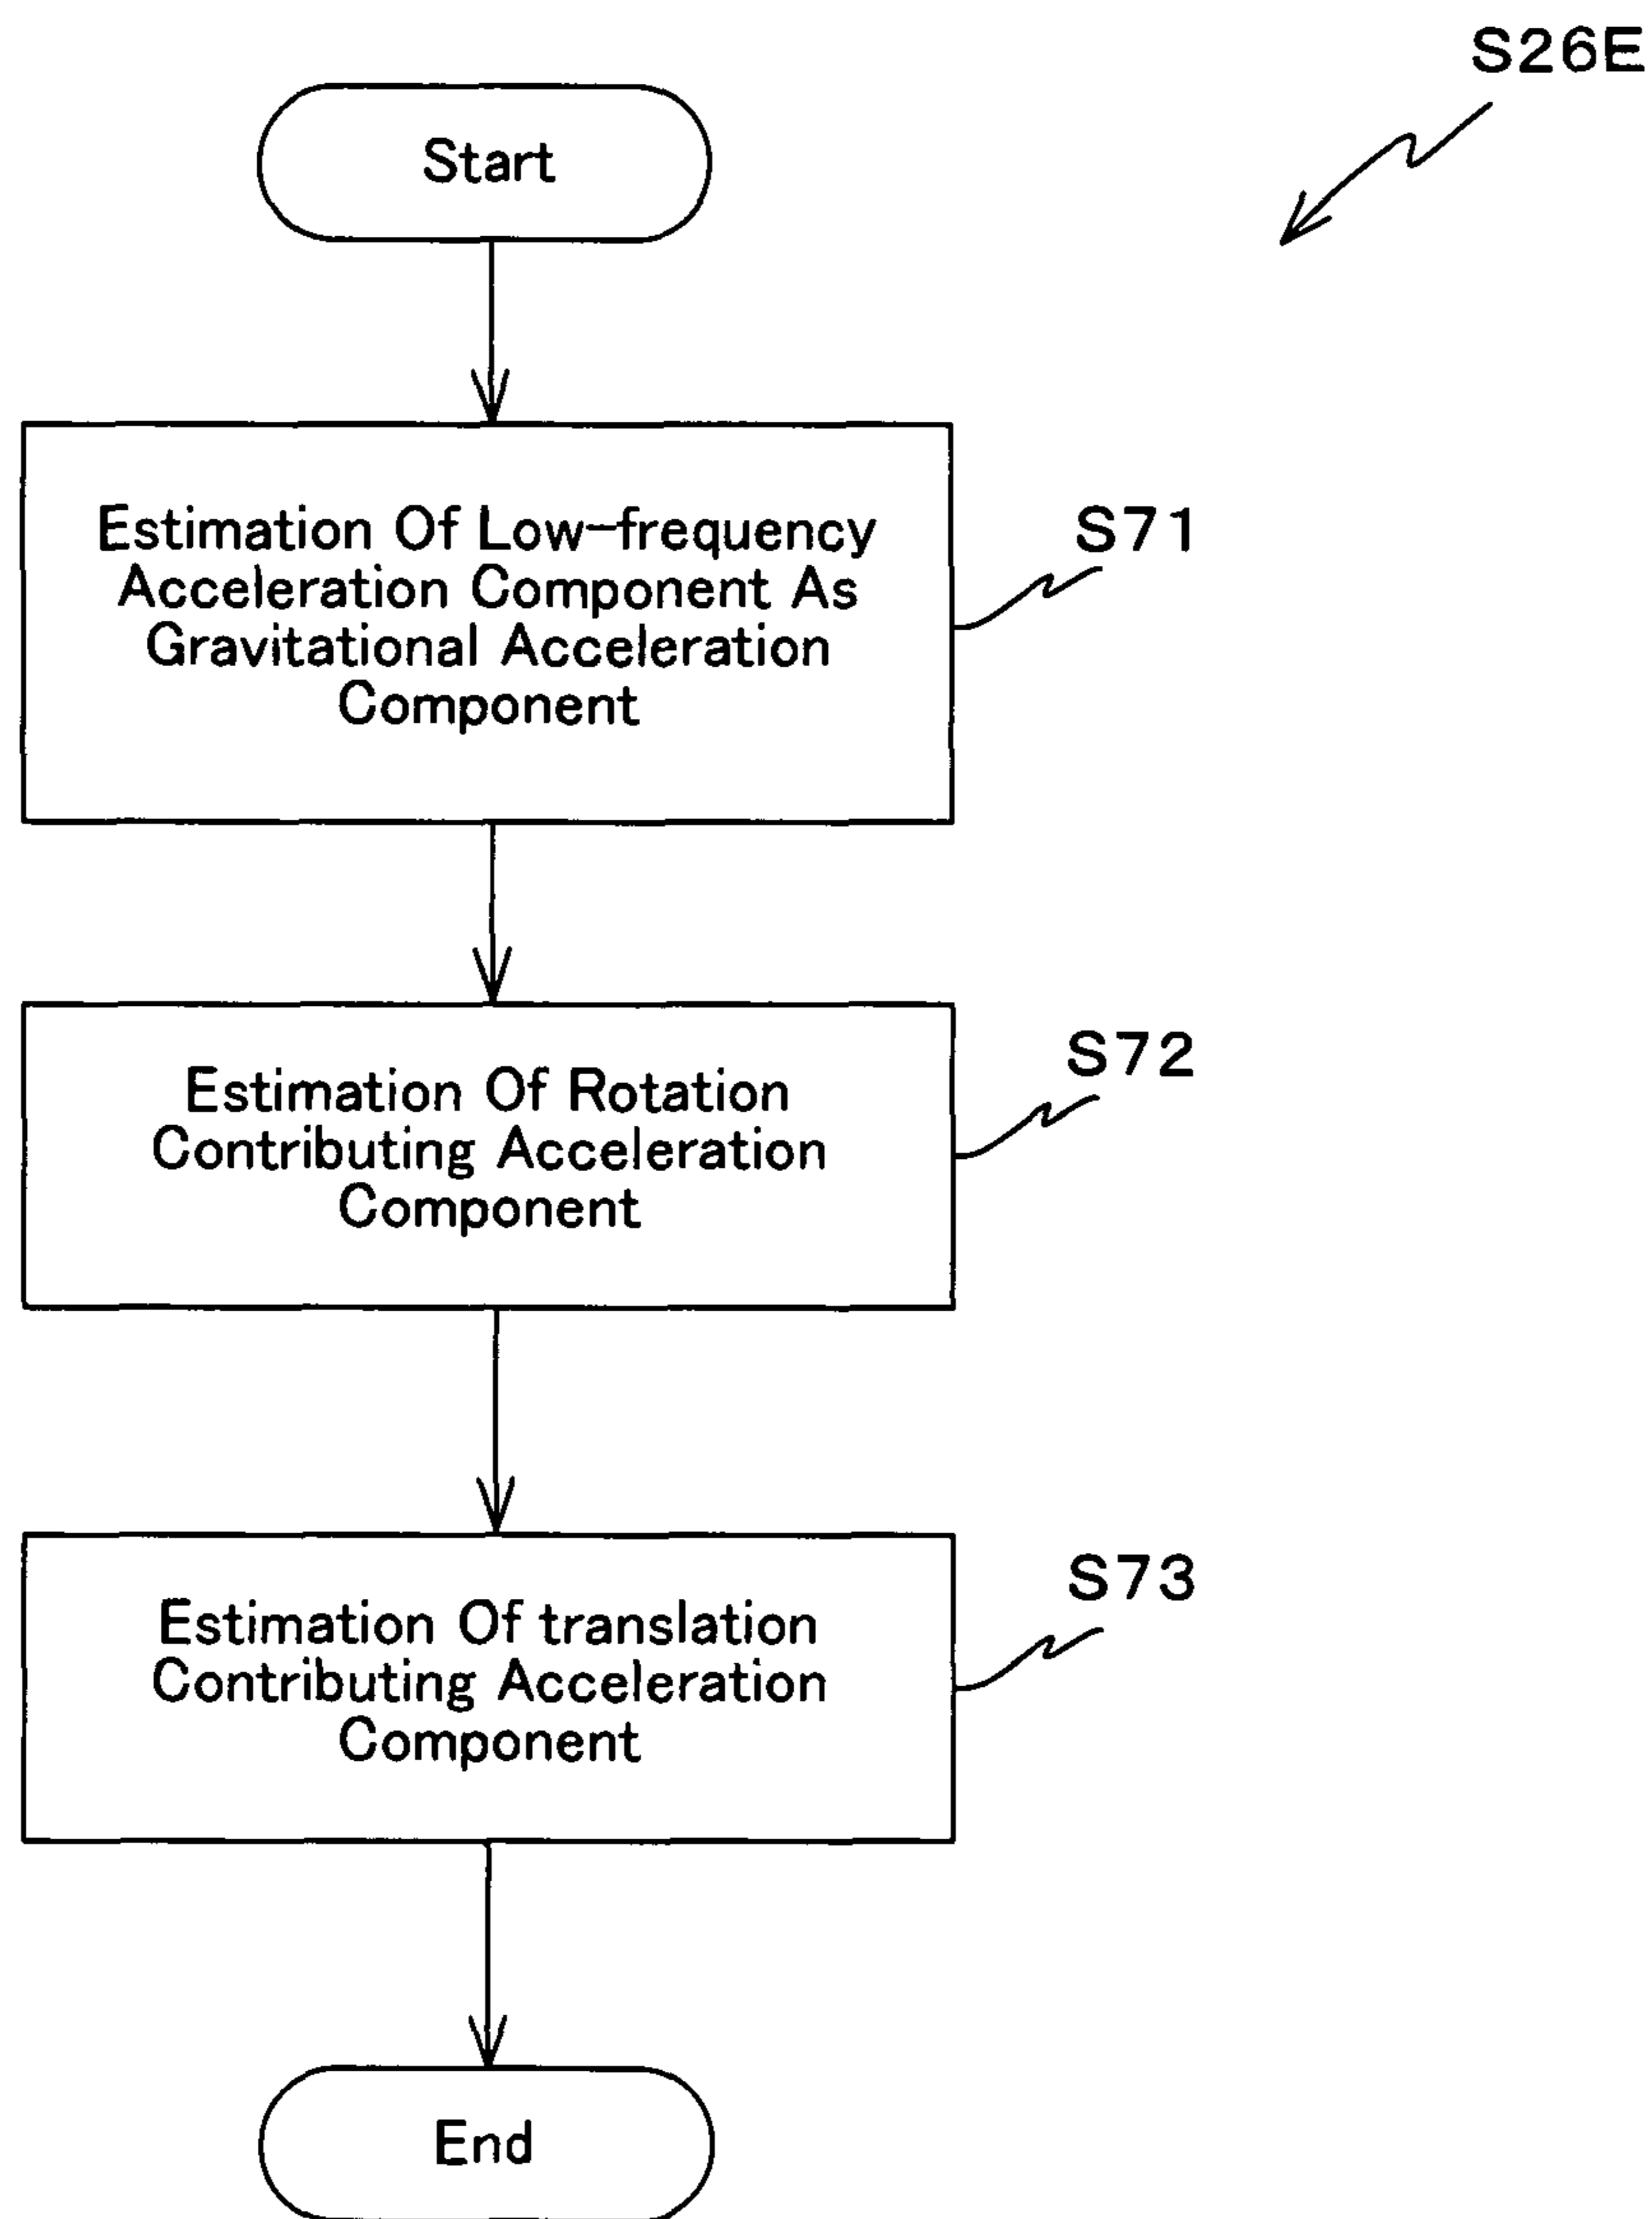 S26E
Start
Estimation Of Low-frequency
Acceleration Component As
Gravitational Acceleration
Component
S71
Estimation Of Rotation
Contributing Acceleration
Component
S72
Estimation Of translation
Contributing Acceleration
Component
S73
End